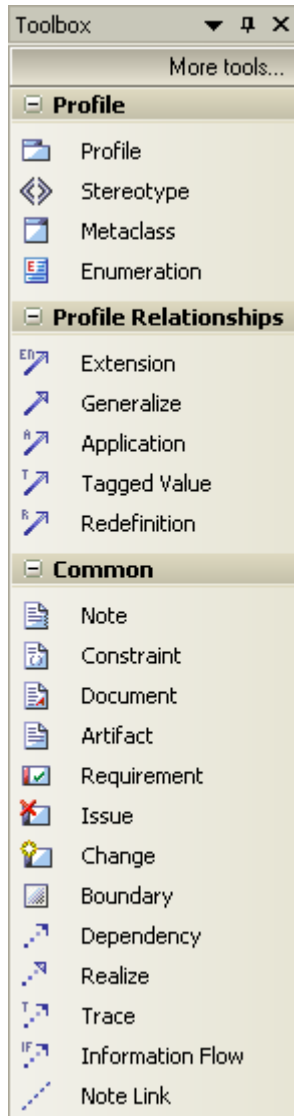 Toolbox
More tools...
Profile
Profile
Stereotype
Metaclass
Enumeration
Profile Relationships
Extension
Generalize
Application
Tagged Value
Redefinition
Common
Note
Constraint
Document
Artifact
Requirement
Issue
Change
Boundary
Dependency
Realize
Trace
Information Flow
Note Link